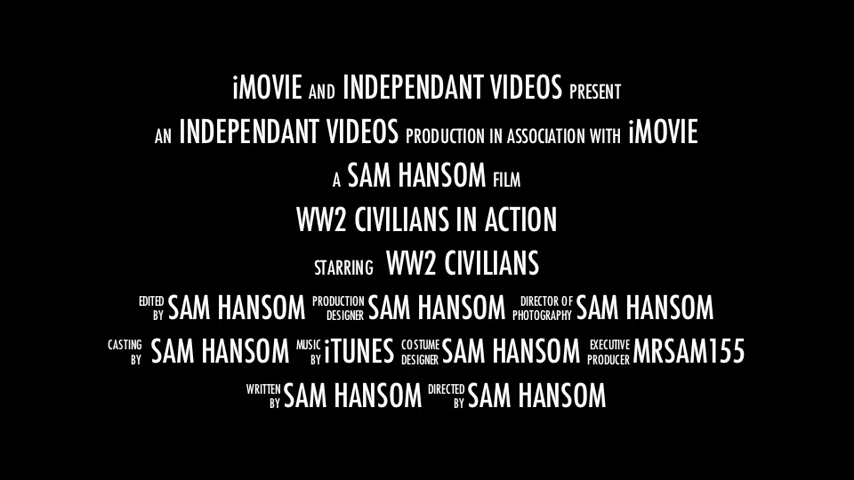 iMOVIE AND INDEPENDANT VIDEOS PRESENT
AN INDEPENDANT VIDEOS PRODUCTION IN ASSOCIATION WITH iMOVIE
A SAM HANSOM FILM
WW2 CIVILIANS IN ACTION
STARRING WW2 CIVILIANS
EDITED BY SAM HANSOM PRODUCTION DESIGNER SAM HANSOM DIRECTOR OF PHOTOGRAPHY SAM HANSOM
CASTING BY SAM HANSOM MUSIC BY iTUNES COSTUME DESIGNER SAM HANSOM EXECUTIVE PRODUCER MRSAM155
WRITTEN BY SAM HANSOM DIRECTED BY SAM HANSOM